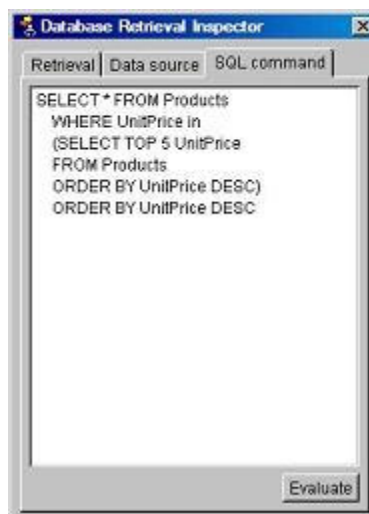 Database Retrieval Inspector
Retrieval Data source SQL command
SELECT * FROM Products
WHERE UnitPrice in
(SELECT TOP 5 UnitPrice
FROM Products
ORDER BY UnitPrice DESC)
ORDER BY UnitPrice DESC
Evaluate